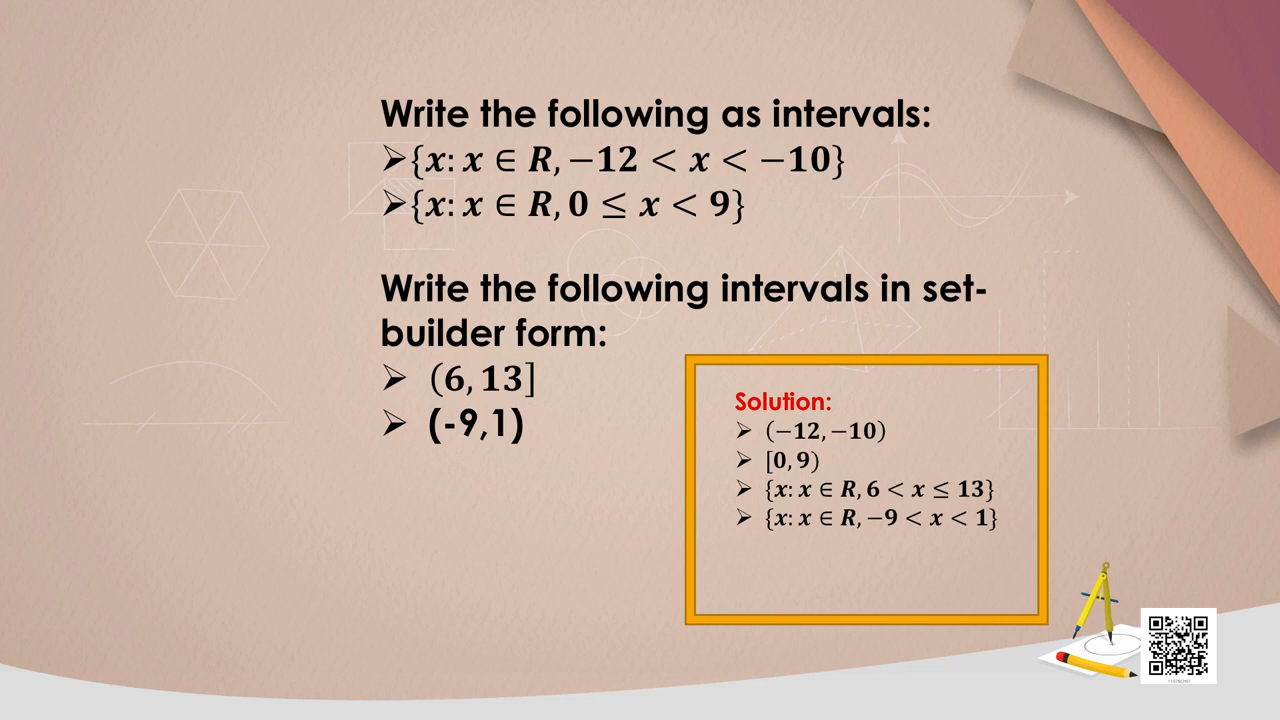 Write the following as intervals:
➢{x: x ∈ R, −12 < x < −10}
➢{x: x ∈ R, 0 ≤ x < 9}
Write the following intervals in set-
builder form:
➢ (6, 13]
➢ (-9,1)
Solution:
➢ (−12, −10)
➢ [0, 9)
➢ {x: x ∈ R, 6 < x ≤ 13}
➢ {x: x ∈ R, −9 < x < 1}